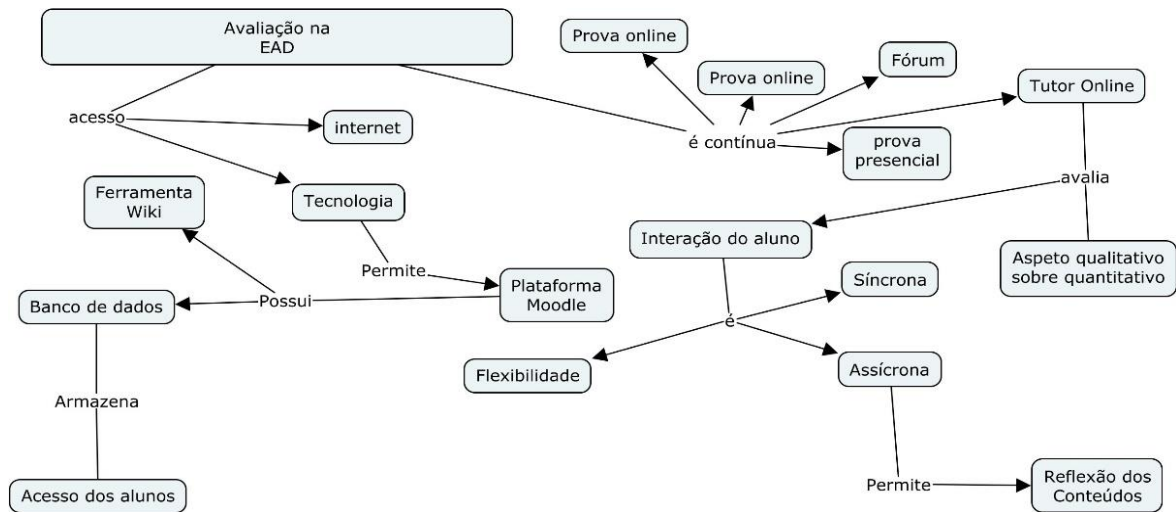 Avaliação na
EAD
Prova online
Prova online
Fórum
Tutor Online
acesso
internet
é contínua
prova
presencial
Ferramenta
Wiki
Tecnologia
avalia
Interação do aluno
Aspeto qualitativo
sobre quantitativo
Permite
Plataforma
Moodle
Síncrona
Banco de dados
Possui
é
Flexibilidade
Assícrona
Armazena
Acesso dos alunos
Permite
Reflexão dos
Conteúdos